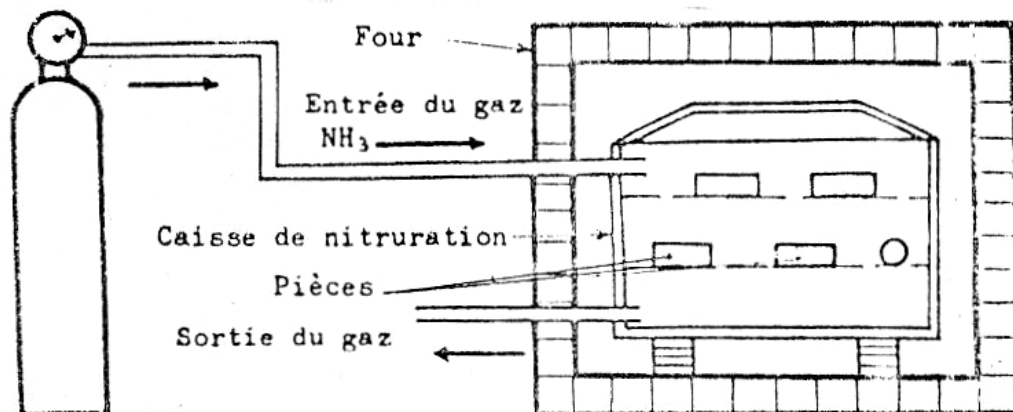 Four
Entrée du gaz
NH₃
Caisse de nitruration
Pièces
Sortie du gaz